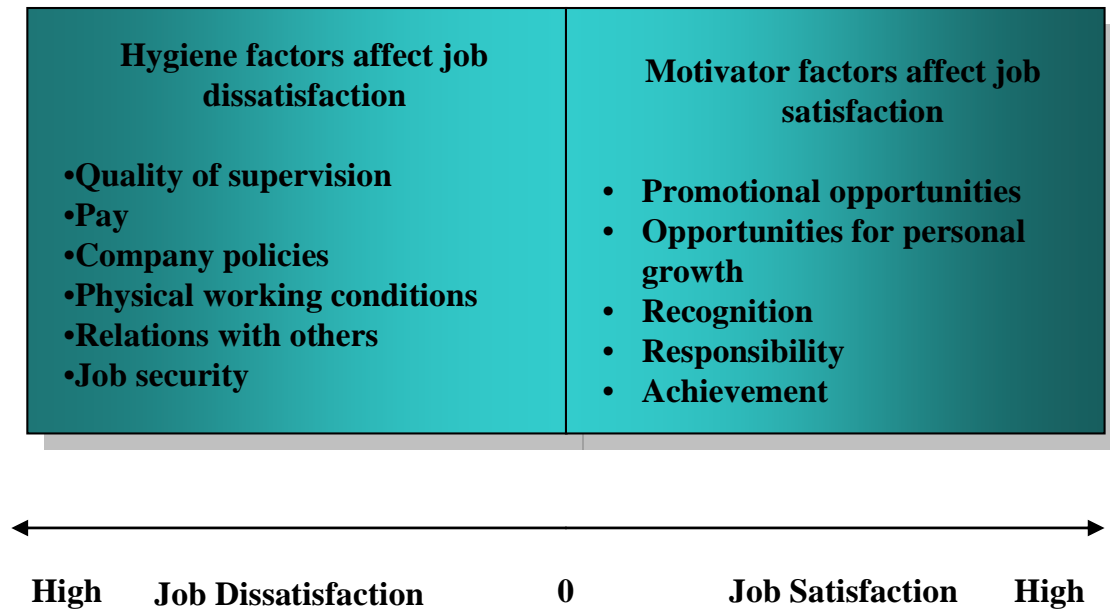 Hygiene factors affect job
dissatisfaction
•Quality of supervision
•Pay
•Company policies
•Physical working conditions
•Relations with others
•Job security
Motivator factors affect job
satisfaction
• Promotional opportunities
• Opportunities for personal
growth
• Recognition
• Responsibility
• Achievement
High Job Dissatisfaction 0 Job Satisfaction High